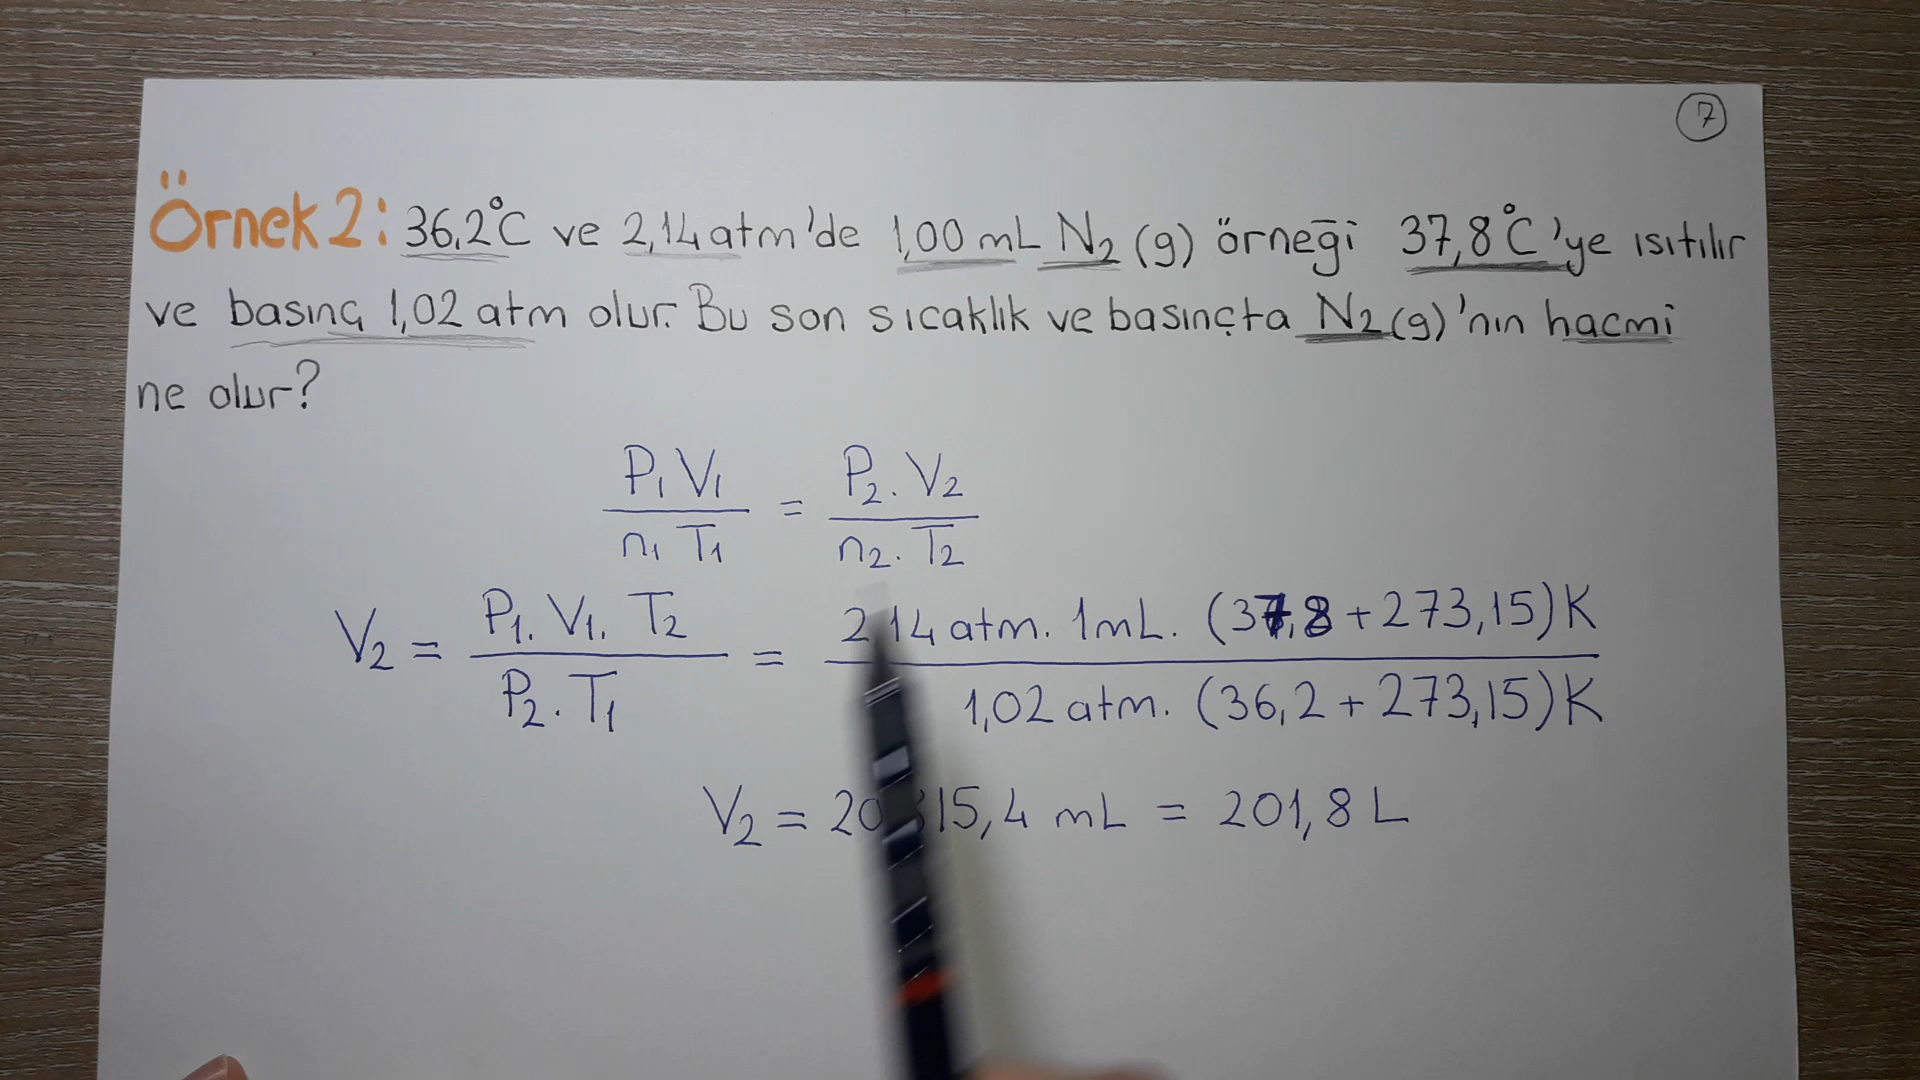 7
Örnek 2: 36,2°C ve 2,14 atm'de 1,00 mL N2 (g) örneği 37,8°C'ye ısıtılır
ve basınç 1,02 atm olur. Bu son sıcaklık ve basınçta N2(g)'nın hacmi
ne olur?
P1 V1 / n1 T1 = P2 . V2 / n2 . T2
V2 = P1 . V1 . T2 / P2 . T1 = 2,14 atm . 1mL . (37,8 + 273,15)K / 1,02 atm . (36,2 + 273,15)K
V2 = mL = 201,8 L